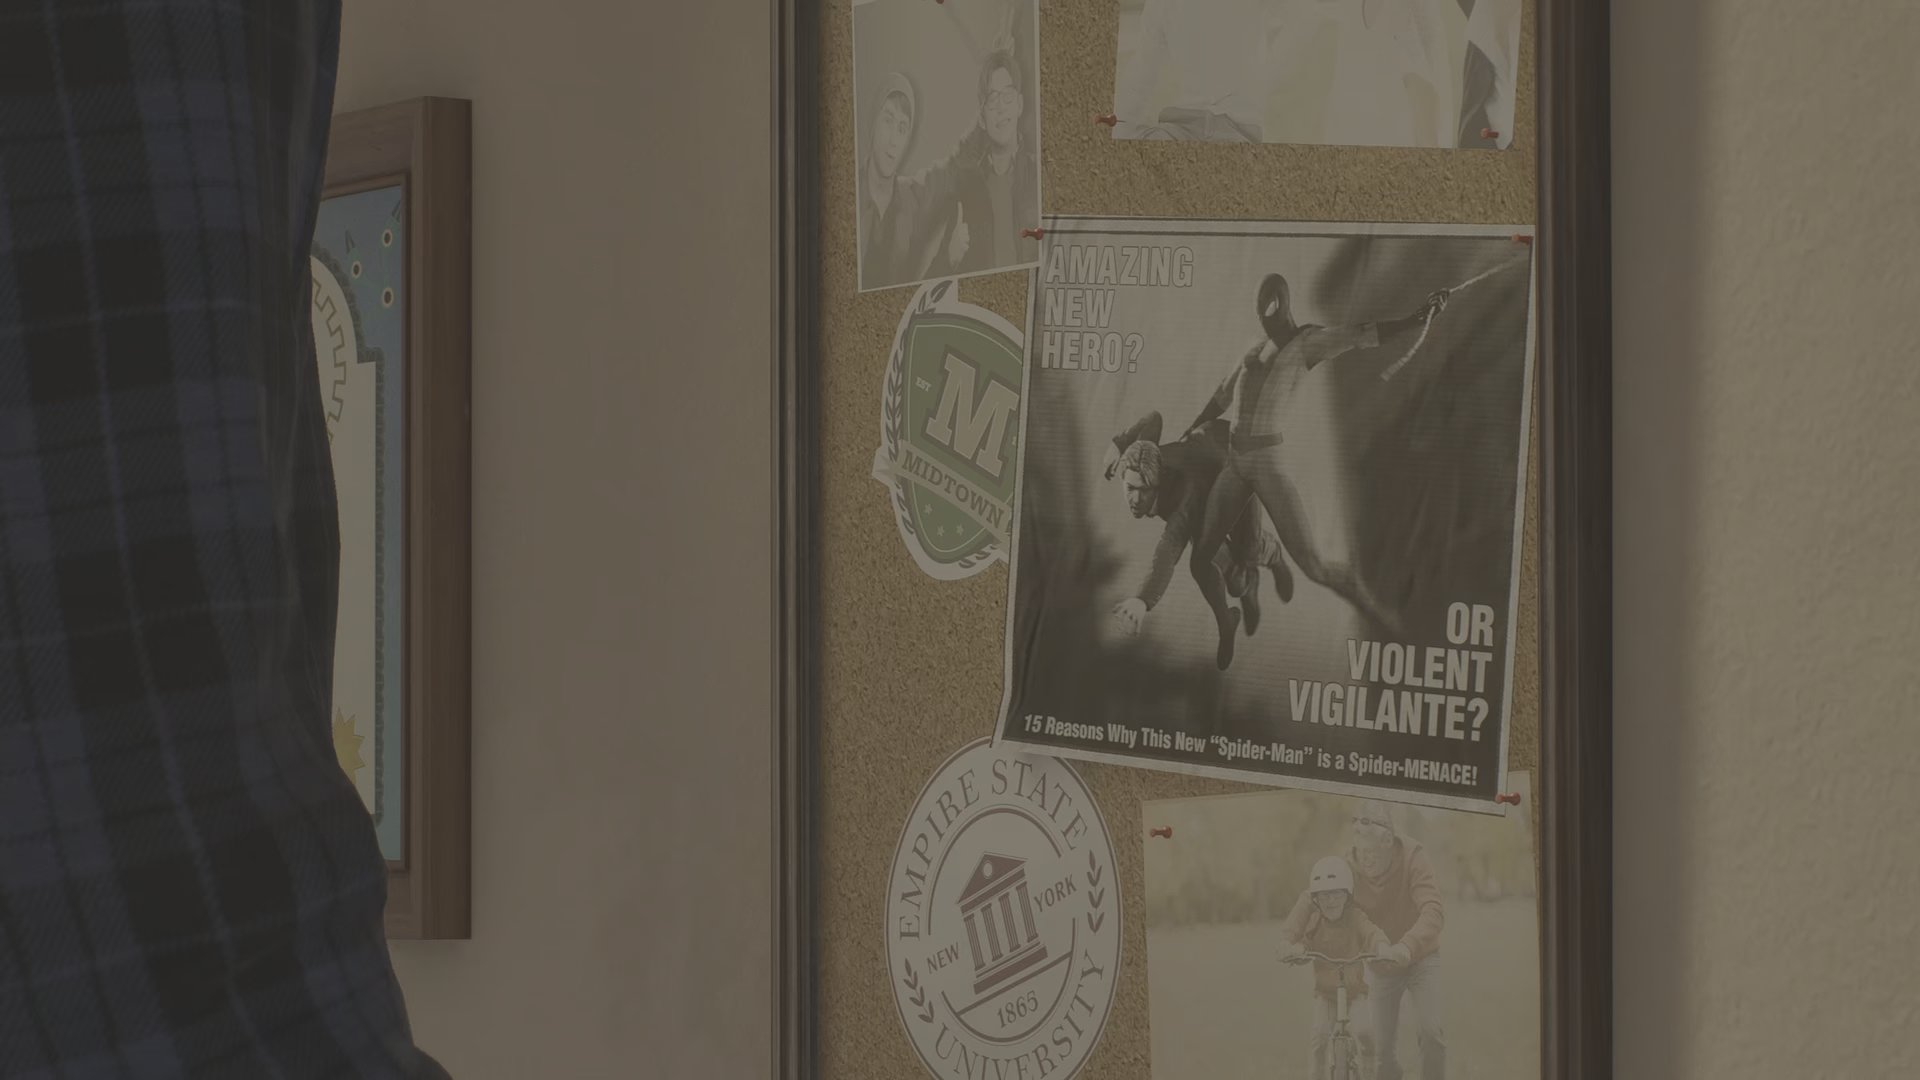 AMAZING
NEW
HERO?
EST
M
MIDTOWN
OR
VIOLENT
VIGILANTE?
15 Reasons Why This New “Spider-Man” is a Spider-MENACE!
EMPIRE STATE
NEW YORK
1865
UNIVERSITY